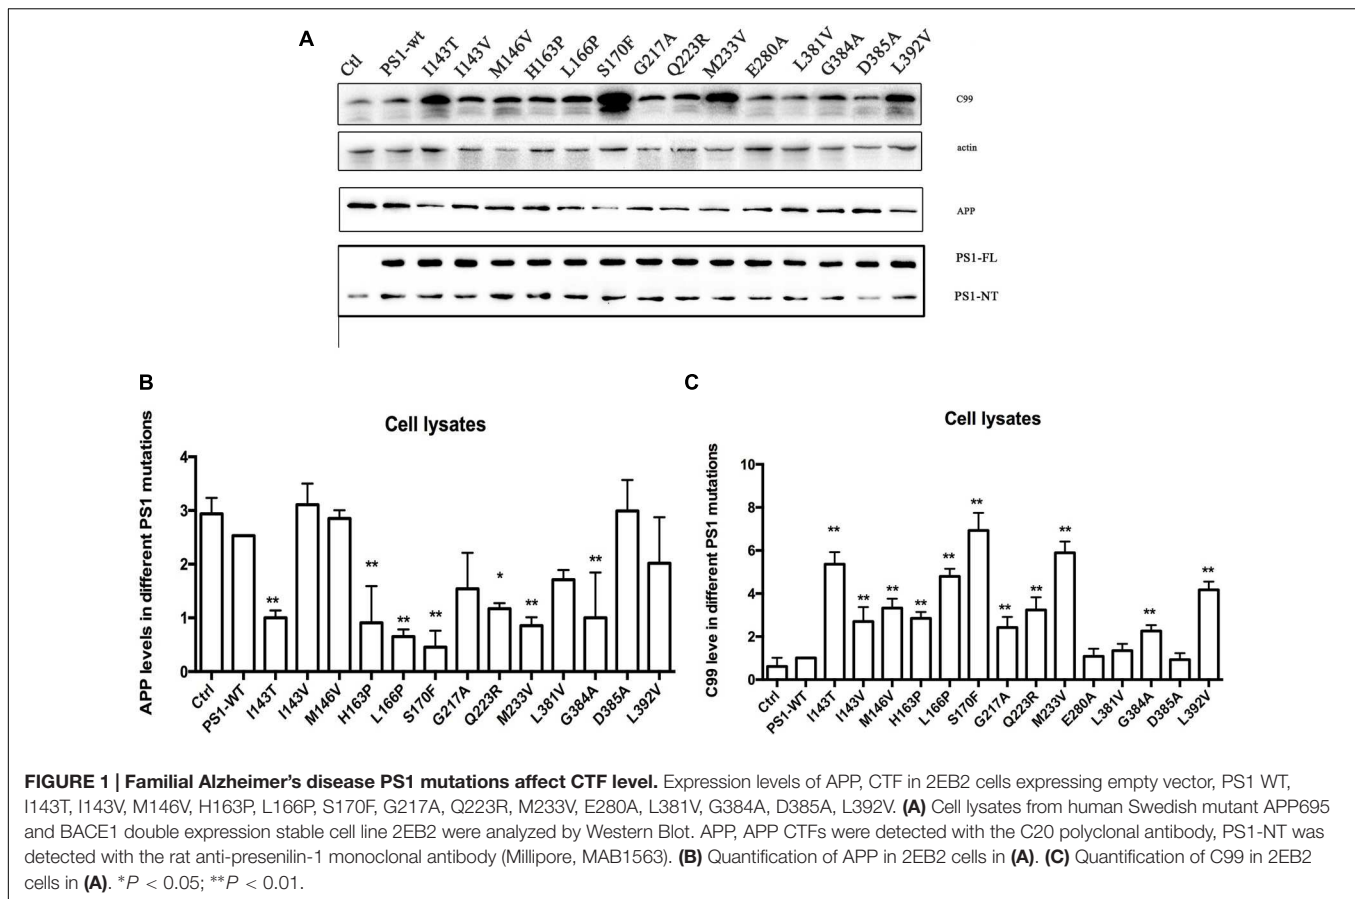 A
Ctl PS1-wt I143T I143V M146V H163P L166P S170F G217A Q223R M233V E280A L381V G384A D385A L392V
C99
actin
APP
PS1-FL
PS1-NT
B
Cell lysates
APP levels in different PS1 mutations
4
3
2
1
0
** ** ** ** * ** **
Ctrl PS1-WT I143T I143V M146V H163P L166P S170F G217A Q223R M233V L381V G384A D385A L392V
C
Cell lysates
C99 leve in different PS1 mutations
10
8
6
4
2
0
** ** ** ** ** ** ** ** ** ** **
Ctrl PS1-WT I143T I143V M146V H163P L166P S170F G217A Q223R M233V E280A L381V G384A D385A L392V
FIGURE 1 | Familial Alzheimer's disease PS1 mutations affect CTF level. Expression levels of APP, CTF in 2EB2 cells expressing empty vector, PS1 WT,
I143T, I143V, M146V, H163P, L166P, S170F, G217A, Q223R, M233V, E280A, L381V, G384A, D385A, L392V. (A) Cell lysates from human Swedish mutant APP695
and BACE1 double expression stable cell line 2EB2 were analyzed by Western Blot. APP, APP CTFs were detected with the C20 polyclonal antibody, PS1-NT was
detected with the rat anti-presenilin-1 monoclonal antibody (Millipore, MAB1563). (B) Quantification of APP in 2EB2 cells in (A). (C) Quantification of C99 in 2EB2
cells in (A). *P < 0.05; **P < 0.01.